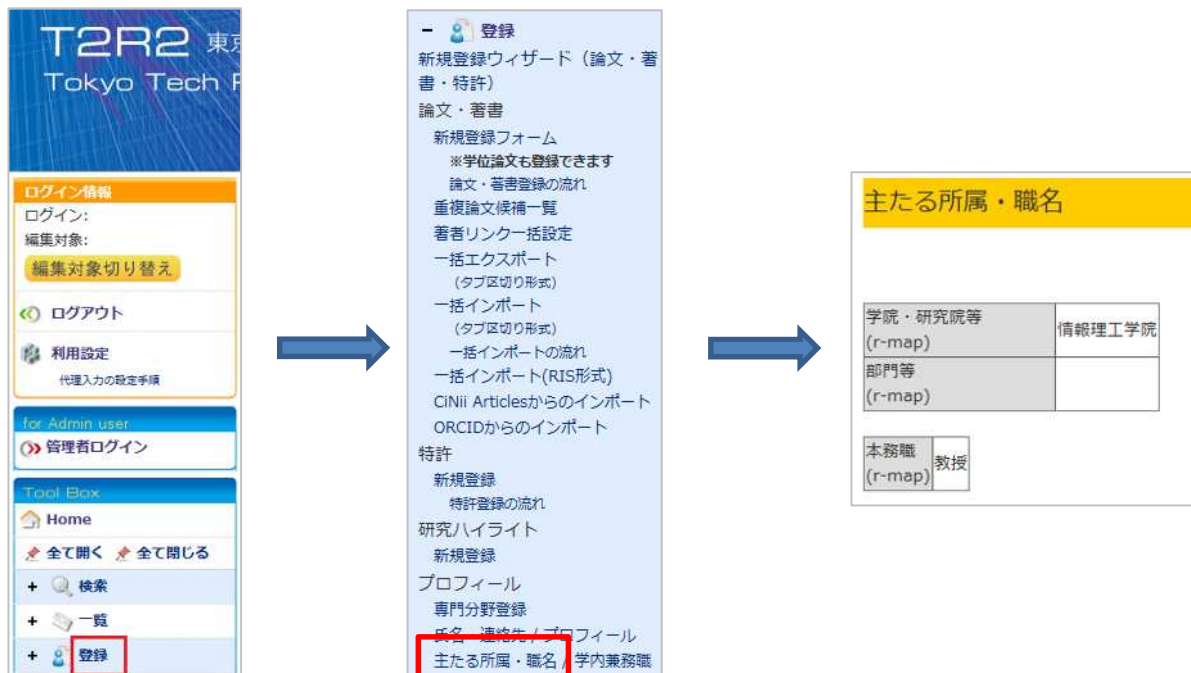 T2R2 東京
Tokyo Tech
ログイン情報
ログイン:
編集対象:
編集対象切り替え
ログアウト
利用設定
代理入力の設定手順
for Admin user
管理者ログイン
Tool Box
Home
全て開く 全て閉じる
+ 検索
+ 一覧
+ 登録
− 登録
新規登録ウィザード（論文・著
書・特許）
論文・著書
新規登録フォーム
※学位論文も登録できます
論文・著書登録の流れ
重複論文候補一覧
著者リンク一括設定
一括エクスポート
（タブ区切り形式）
一括インポート
（タブ区切り形式）
一括インポートの流れ
一括インポート(RIS形式)
CiNii Articlesからのインポート
ORCIDからのインポート
特許
新規登録
特許登録の流れ
研究ハイライト
新規登録
プロフィール
専門分野登録
氏名・連絡先 / プロフィール
主たる所属・職名 / 学内兼務職
主たる所属・職名
学院・研究院等
(r-map)
情報理工学院
部門等
(r-map)
本務職
(r-map)
教授